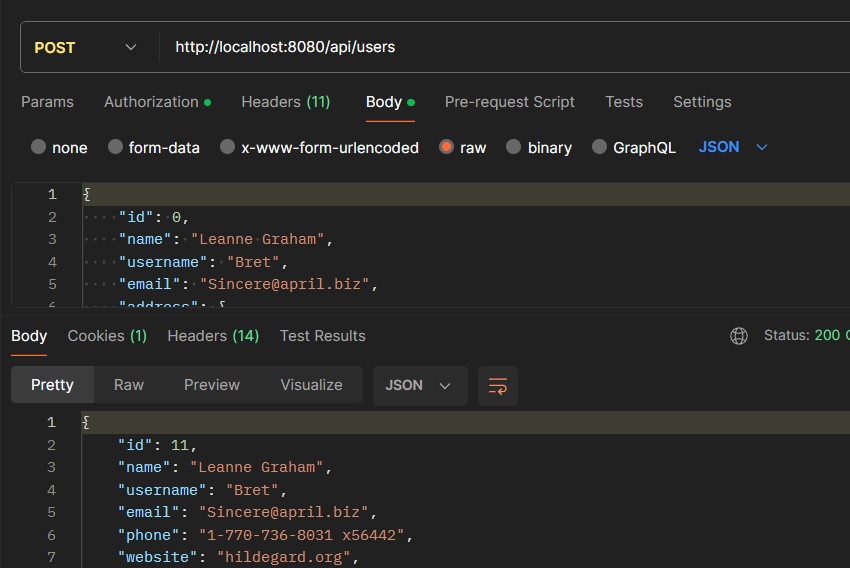 POST http://localhost:8080/api/users
Params Authorization Headers (11) Body Pre-request Script Tests Settings
none form-data x-www-form-urlencoded raw binary GraphQL JSON
1 {
2 "id": 0,
3 "name": "Leanne Graham",
4 "username": "Bret",
5 "email": "Sincere@april.biz",
6 "address": {
Body Cookies (1) Headers (14) Test Results Status: 200
Pretty Raw Preview Visualize JSON
1 {
2 "id": 11,
3 "name": "Leanne Graham",
4 "username": "Bret",
5 "email": "Sincere@april.biz",
6 "phone": "1-770-736-8031 x56442",
7 "website": "hildegard.org",